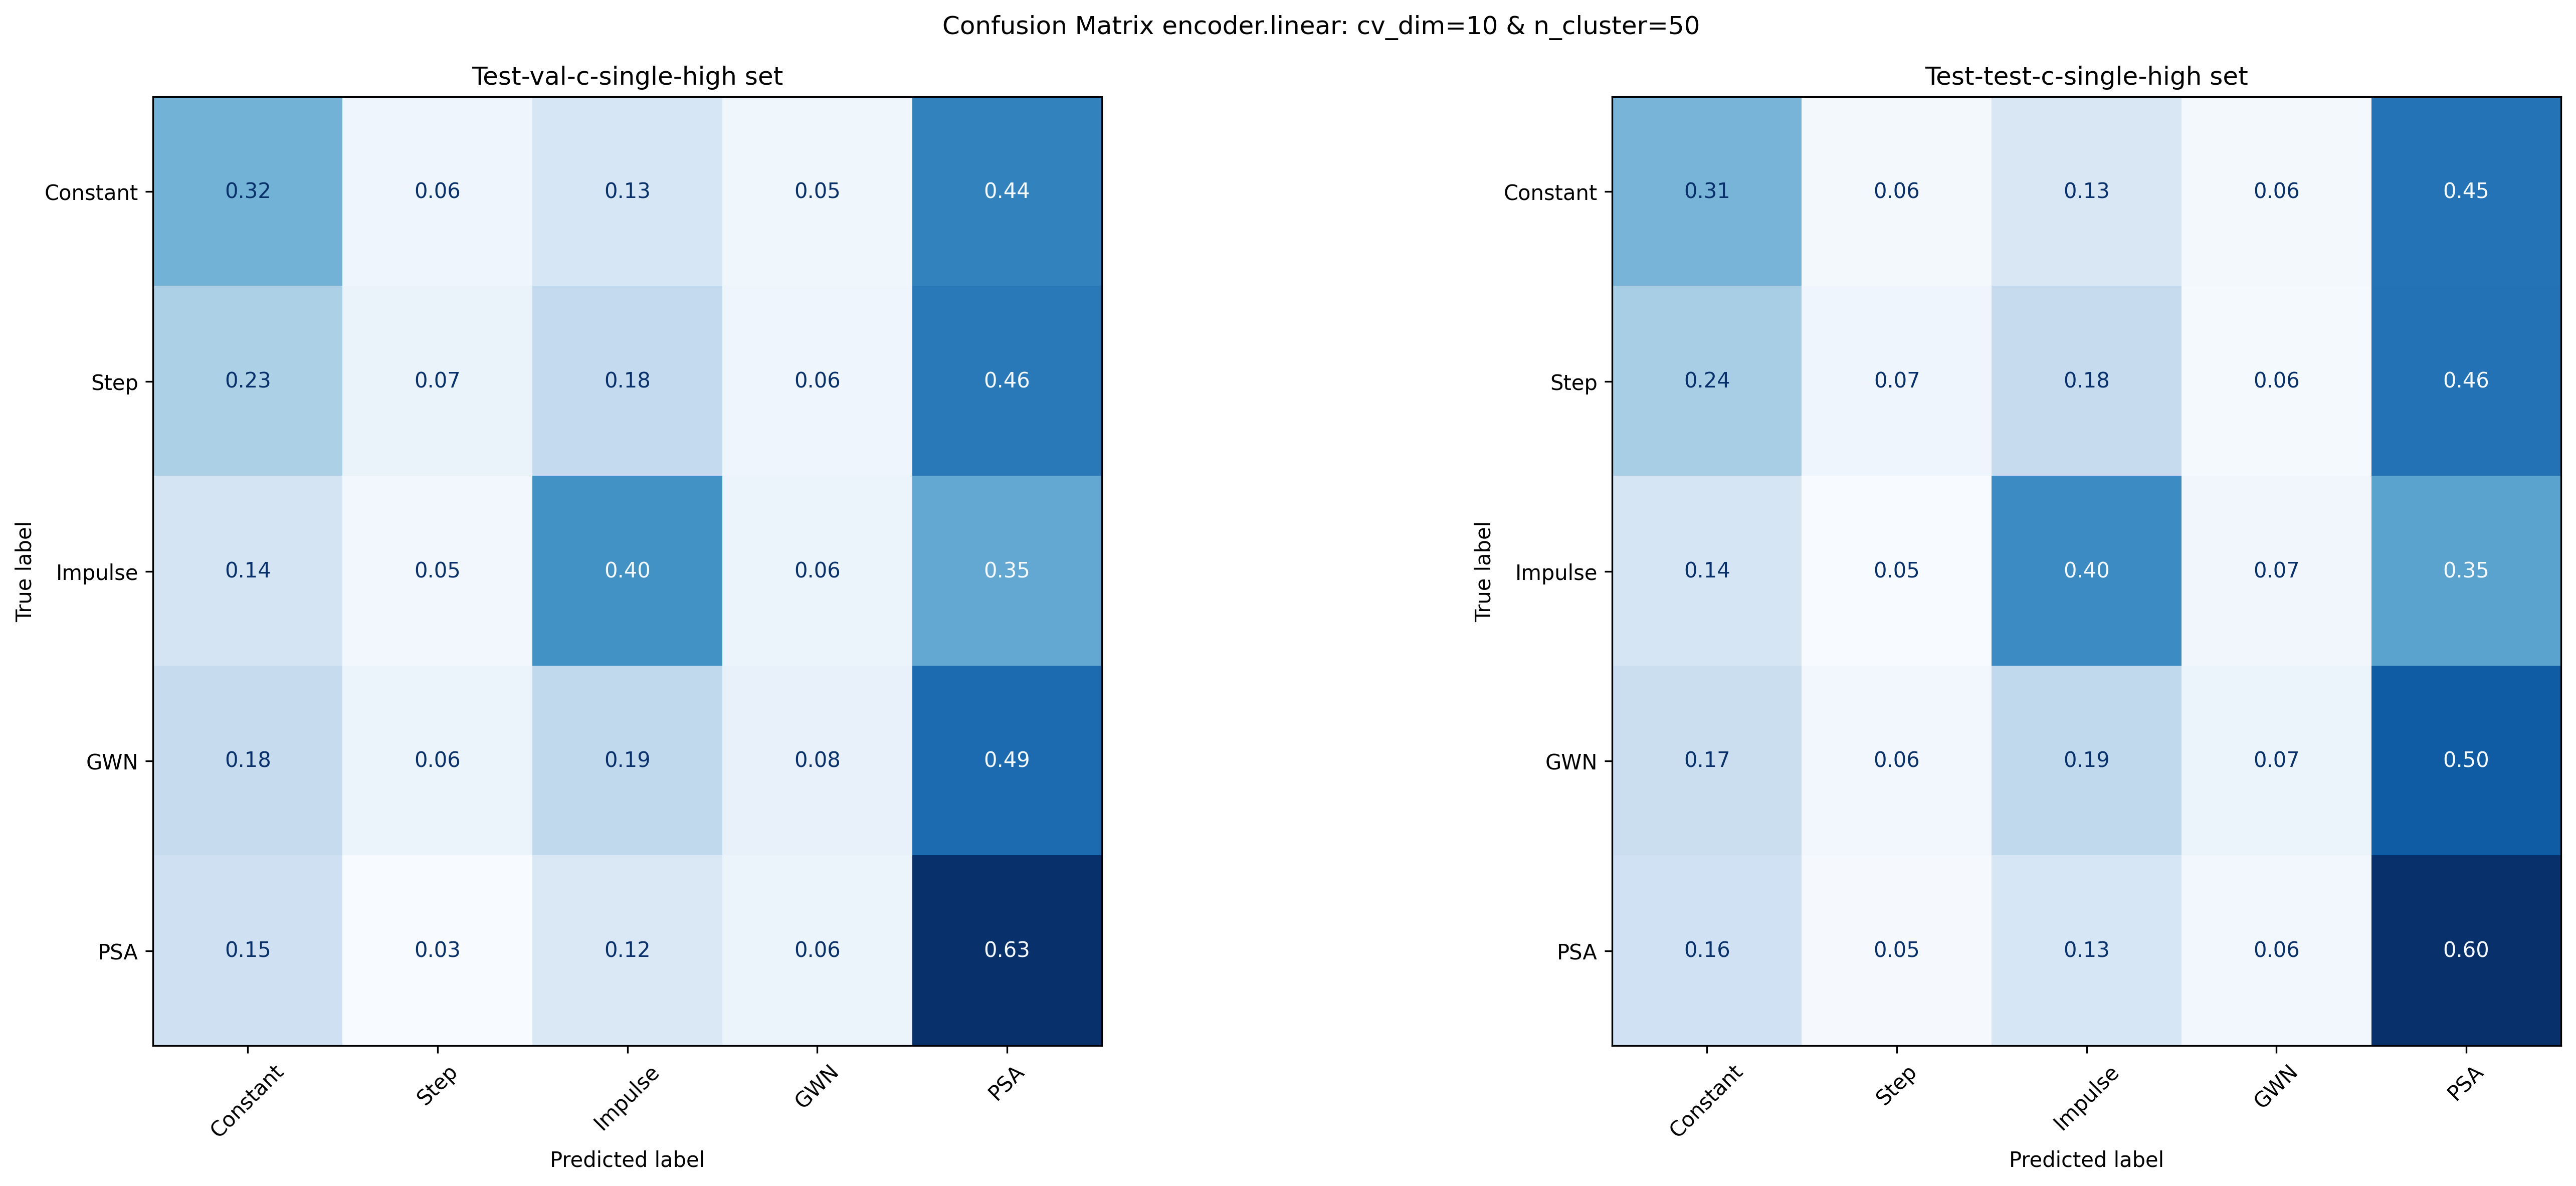 Confusion Matrix encoder.linear: cv_dim=10 & n_cluster=50
Test-val-c-single-high set
True label
Constant 0.32 0.06 0.13 0.05 0.44
Step 0.23 0.07 0.18 0.06 0.46
Impulse 0.14 0.05 0.40 0.06 0.35
GWN 0.18 0.06 0.19 0.08 0.49
PSA 0.15 0.03 0.12 0.06 0.63
Constant Step Impulse GWN PSA
Predicted label
Test-test-c-single-high set
True label
Constant 0.31 0.06 0.13 0.06 0.45
Step 0.24 0.07 0.18 0.06 0.46
Impulse 0.14 0.05 0.40 0.07 0.35
GWN 0.17 0.06 0.19 0.07 0.50
PSA 0.16 0.05 0.13 0.06 0.60
Constant Step Impulse GWN PSA
Predicted label